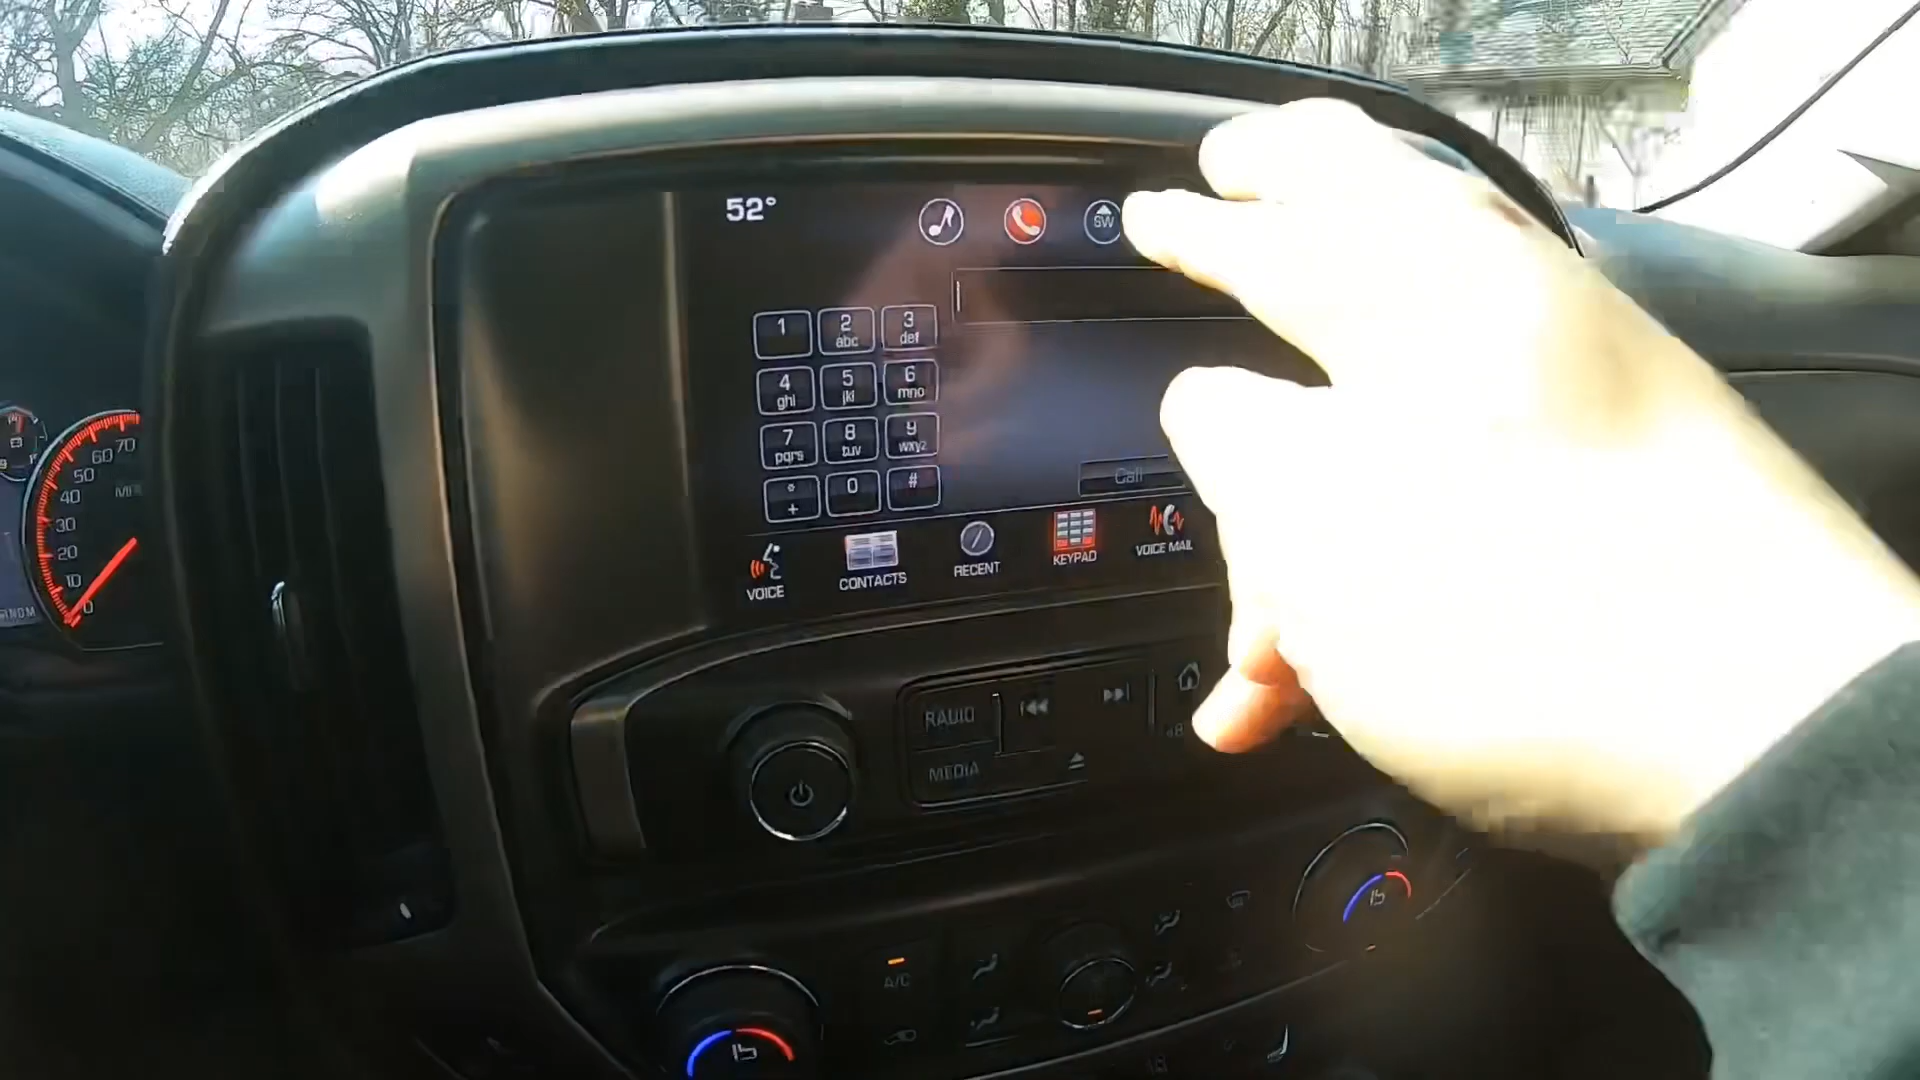 52°
SW
1
2
abc
3
def
4
ghi
5
jkl
6
mno
7
pqrs
8
tuv
9
wxyz
*
+
0
#
Call
VOICE
CONTACTS
RECENT
KEYPAD
VOICE MAIL
RADIO
MEDIA
A/C
70
60
50
40
30
20
10
0